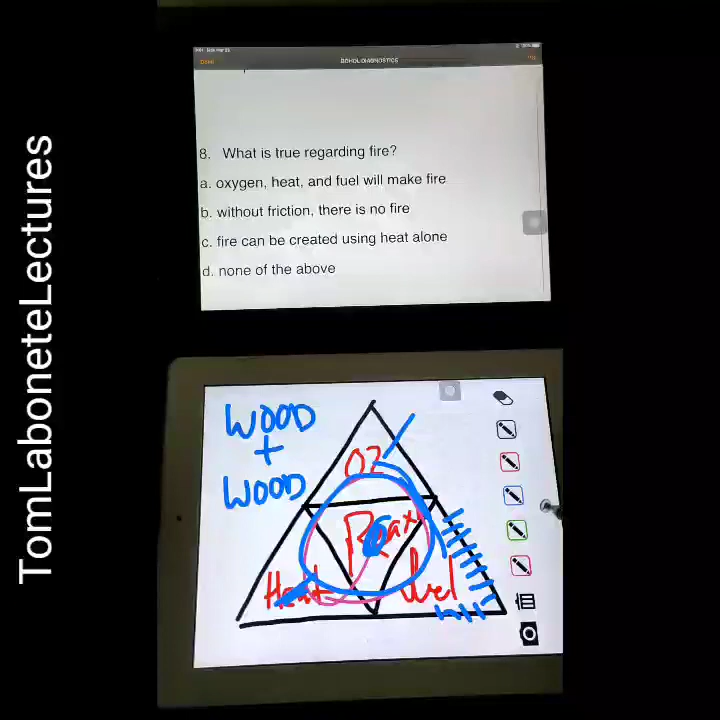 TomLaboneteLectures
Done
8. What is true regarding fire?
a. oxygen, heat, and fuel will make fire
b. without friction, there is no fire
c. fire can be created using heat alone
d. none of the above
WOOD
+
WOOD
O2
Heat
fuel